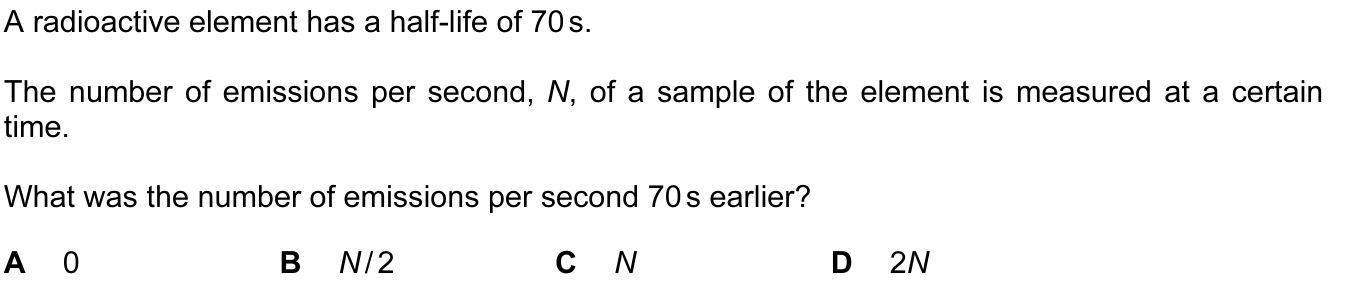 A radioactive element has a half-life of 70 s.
The number of emissions per second, N, of a sample of the element is measured at a certain
time.
What was the number of emissions per second 70 s earlier?
A 0 B N/2 C N D 2N